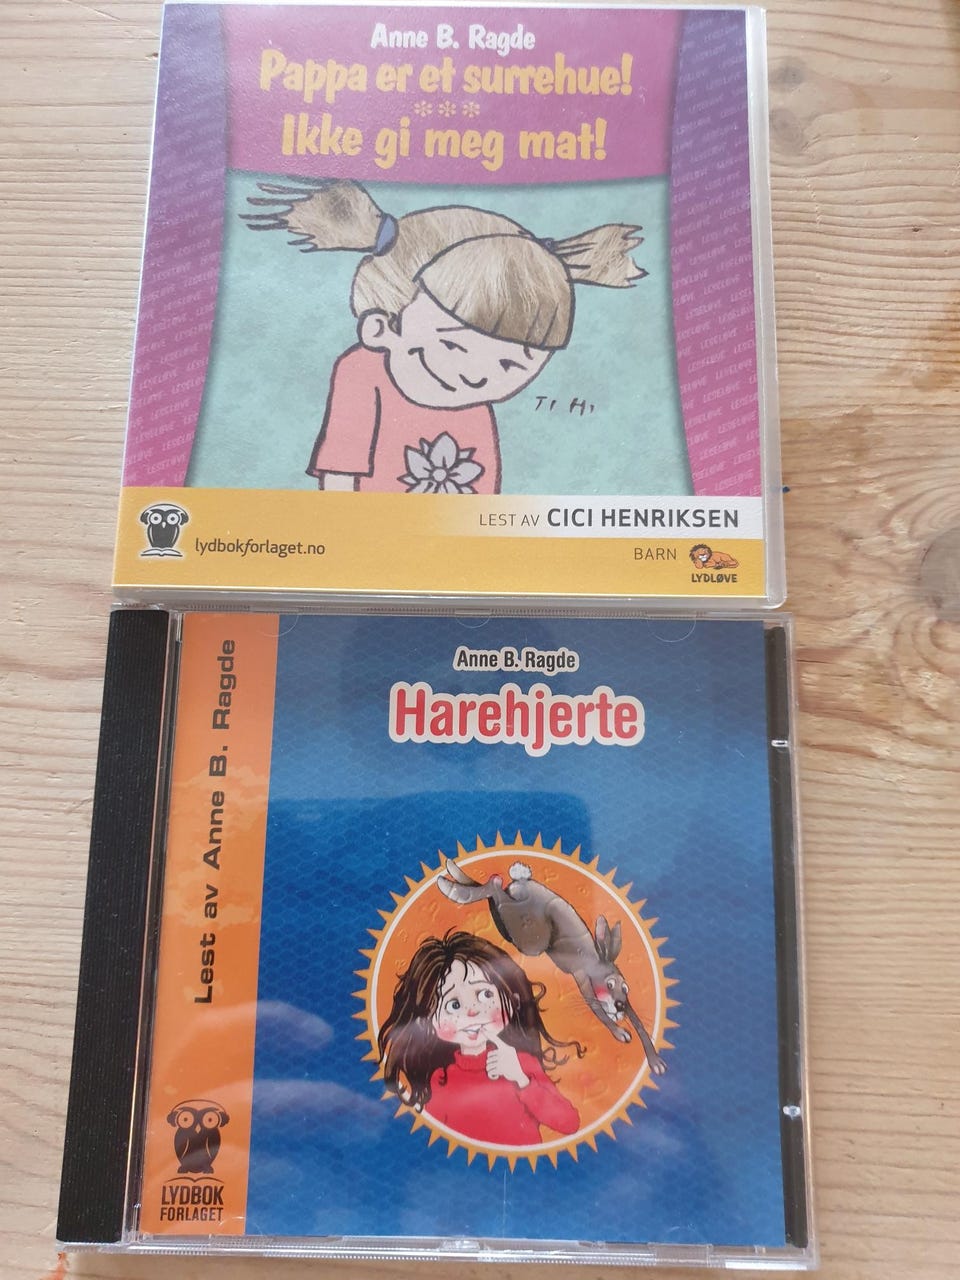 Anne B. Ragde
Pappa er et surrehue!
***
Ikke gi meg mat!
TI HI
LEST AV CICI HENRIKSEN
lydbokforlaget.no
BARN
LYDLØVE
LESELØVE
Lest av Anne B. Ragde
Anne B. Ragde
Harehjerte
LYDBOK
FORLAGET